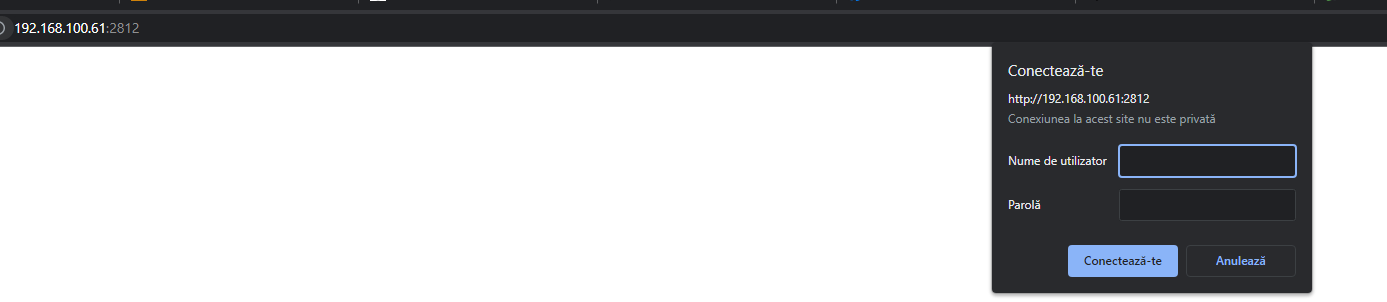 192.168.100.61:2812
Conectează-te
http://192.168.100.61:2812
Conexiunea la acest site nu este privată
Nume de utilizator
Parolă
Conectează-te
Anulează